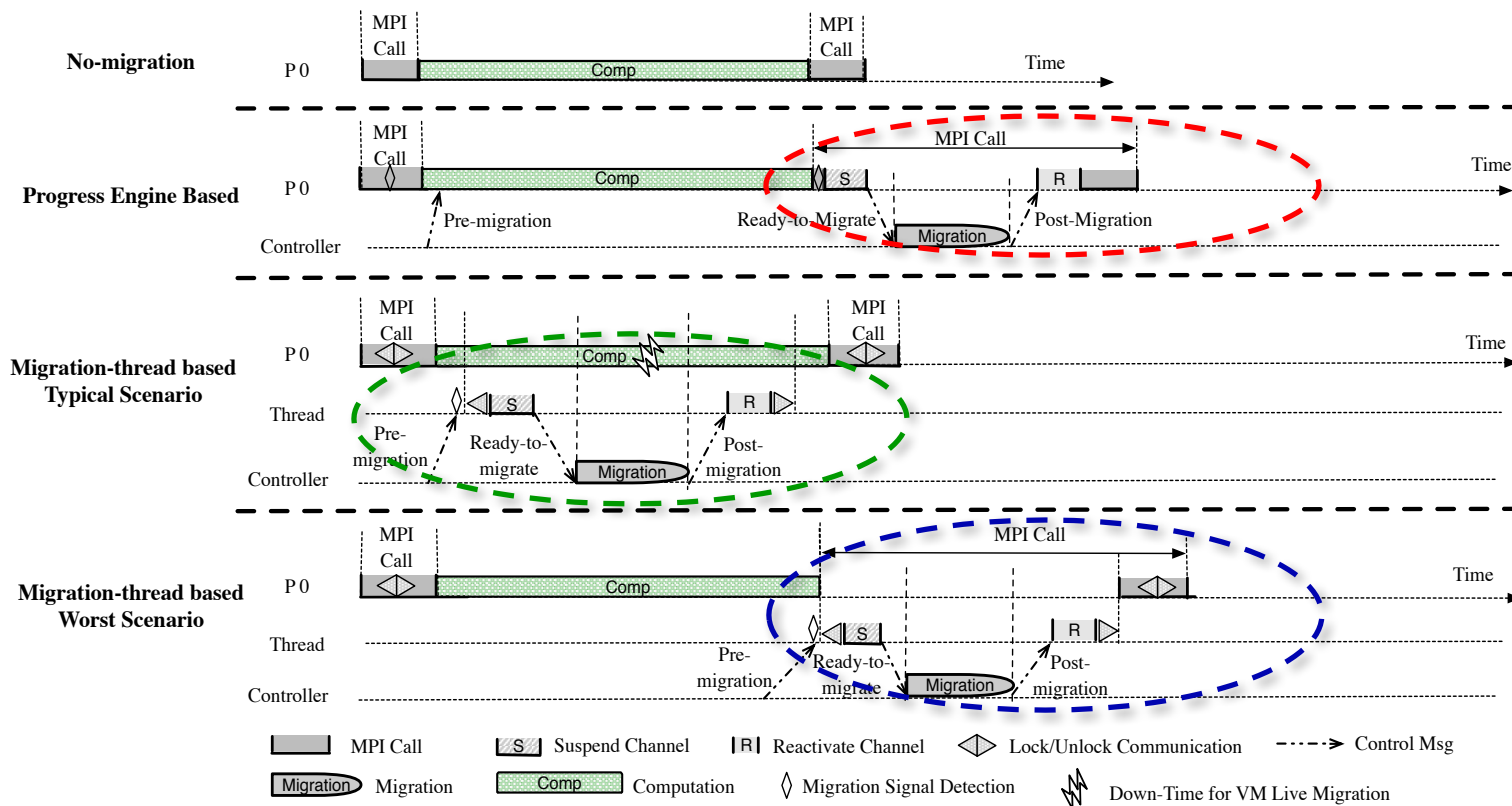 MPI
Call
MPI
Call
No-migration
P 0
Comp
Time
MPI
Call
MPI Call
Progress Engine Based
P 0
Comp
S
R
Time
Pre-migration
Ready-to-Migrate
Post-Migration
Controller
Migration
MPI
Call
MPI
Call
Migration-thread based
Typical Scenario
P 0
Comp
Time
Thread
S
R
Pre-
migration
Ready-to-
migrate
Post-
migration
Controller
Migration
MPI
Call
MPI Call
Migration-thread based
Worst Scenario
P 0
Comp
Time
Thread
S
R
Pre-
migration
Ready-to-
migrate
Post-
migration
Controller
Migration
MPI Call
S Suspend Channel
R Reactivate Channel
Lock/Unlock Communication
Control Msg
Migration Migration
Comp Computation
Migration Signal Detection
Down-Time for VM Live Migration